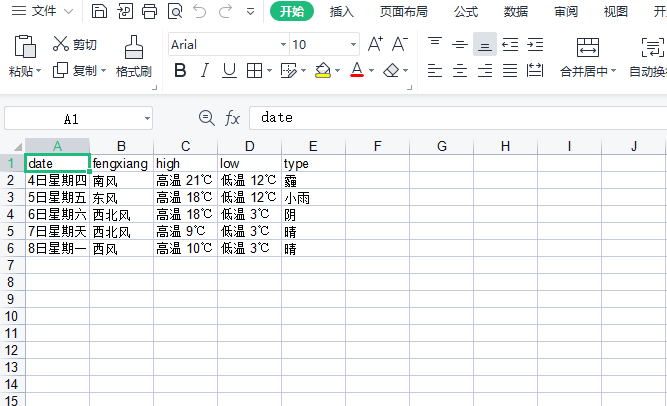 文件 开始 插入 页面布局 公式 数据 审阅 视图
剪切 Arial 10 A+ A-
粘贴 复制 格式刷 B I U A 合并居中 自动换
A1 fx date
A B C D E F G H I J
1 date fengxiang high low type
2 4日星期四 南风 高温 21℃ 低温 12℃ 霾
3 5日星期五 东风 高温 18℃ 低温 12℃ 小雨
4 6日星期六 西北风 高温 18℃ 低温 3℃ 阴
5 7日星期天 西北风 高温 9℃ 低温 3℃ 晴
6 8日星期一 西风 高温 10℃ 低温 3℃ 晴
7
8
9
10
11
12
13
14
15